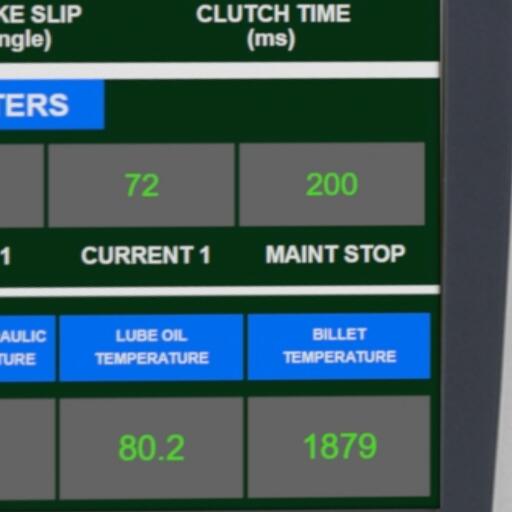 KE SLIP CLUTCH TIME
ngle) (ms)
TERS
72 200
1 CURRENT 1 MAINT STOP
AULIC LUBE OIL BILLET
TURE TEMPERATURE TEMPERATURE
80.2 1879